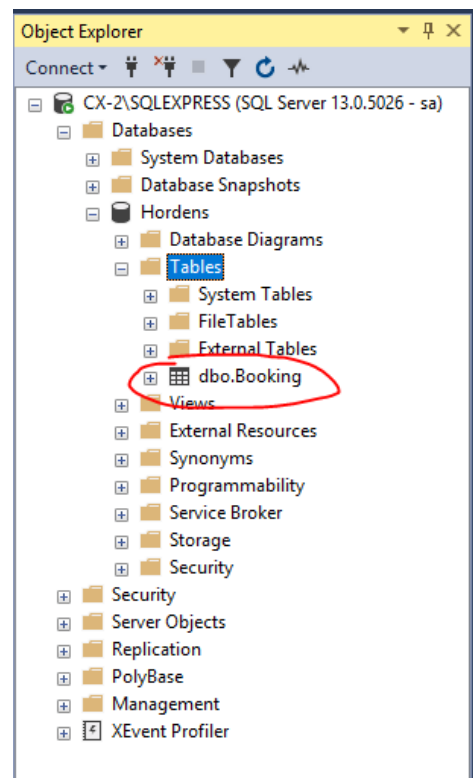 Object Explorer
Connect
CX-2\SQLEXPRESS (SQL Server 13.0.5026 - sa)
Databases
System Databases
Database Snapshots
Hordens
Database Diagrams
Tables
System Tables
FileTables
External Tables
dbo.Booking
Views
External Resources
Synonyms
Programmability
Service Broker
Storage
Security
Security
Server Objects
Replication
PolyBase
Management
XEvent Profiler